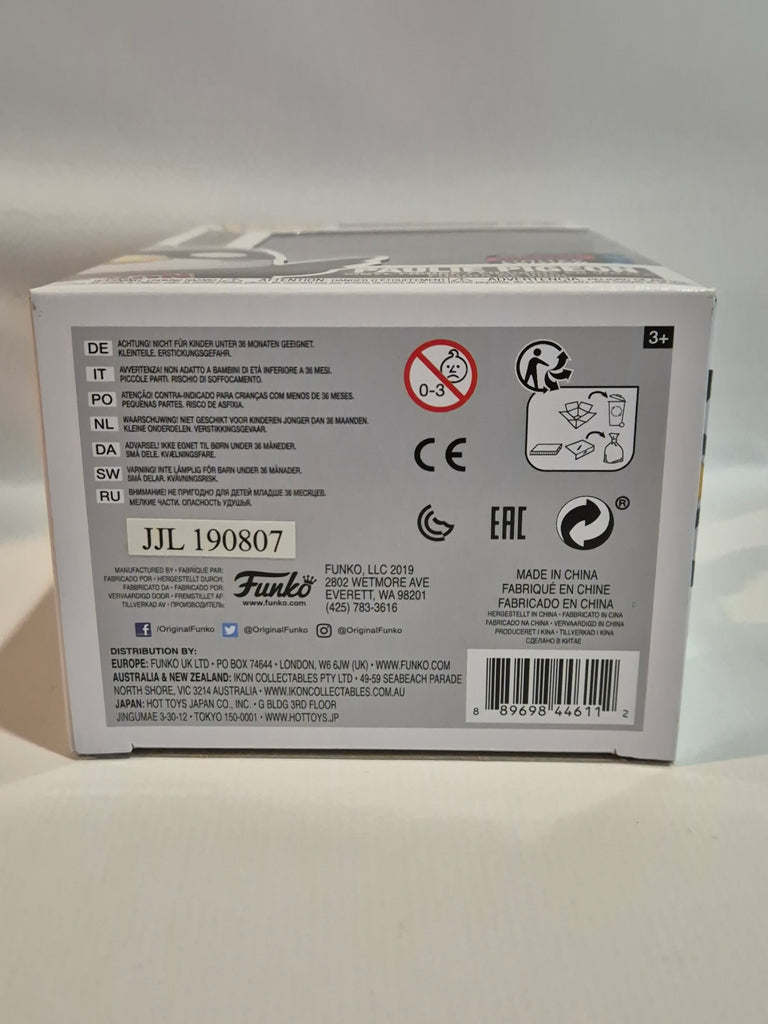 PAULIE PIGEON
3+
DE ACHTUNG! NICHT FÜR KINDER UNTER 36 MONATEN GEEIGNET.
KLEINTEILE. ERSTICKUNGSGEFAHR.
IT AVVERTENZA! NON ADATTO A BAMBINI DI ETÀ INFERIORE A 36 MESI.
PICCOLE PARTI. RISCHIO DI SOFFOCAMENTO.
PO ATENÇÃO! CONTRA-INDICADO PARA CRIANÇAS COM MENOS DE 36 MESES.
PEQUENAS PARTES. RISCO DE ASFIXIA.
NL WAARSCHUWING! NIET GESCHIKT VOOR KINDEREN JONGER DAN 36 MAANDEN.
KLEINE ONDERDELEN. VERSTIKKINGSGEVAAR.
DA ADVARSEL! IKKE EGNET TIL BØRN UNDER 36 MÅNEDER.
SMÅ DELE. KVÆLNINGSFARE.
SW VARNING! INTE LÄMPLIG FÖR BARN UNDER 36 MÅNADER.
SMÅ DELAR. KVÄVNINGSRISK.
RU ВНИМАНИЕ! НЕ ПРИГОДНО ДЛЯ ДЕТЕЙ МЛАДШЕ 36 МЕСЯЦЕВ.
МЕЛКИЕ ЧАСТИ. ОПАСНОСТЬ УДУШЬЯ.
0-3
CE
EAC
®
JJL 190807
MANUFACTURED BY • FABRIQUÉ PAR:
FABRICADO POR • HERGESTELLT DURCH:
FABBRICATO DA • FABRICADO POR:
VERVAARDIGD DOOR • FREMSTILLET AF:
TILLVERKAD AV • ПРОИЗВОДИТЕЛЬ:
Funko
www.funko.com
FUNKO, LLC 2019
2802 WETMORE AVE
EVERETT, WA 98201
(425) 783-3616
MADE IN CHINA
FABRIQUÉ EN CHINE
FABRICADO EN CHINA
HERGESTELLT IN CHINA • FABBRICATO IN CINA
FABRICADO NA CHINA • VERVAARDIGD IN CHINA
PRODUCERET I KINA • TILLVERKAD I KINA
СДЕЛАНО В КИТАЕ
/OriginalFunko @OriginalFunko @OriginalFunko
DISTRIBUTION BY:
EUROPE: FUNKO UK LTD • PO BOX 74644 • LONDON, W6 6JW (UK) • WWW.FUNKO.COM
AUSTRALIA & NEW ZEALAND: IKON COLLECTABLES PTY LTD • 49-59 SEABEACH PARADE
NORTH SHORE, VIC 3214 AUSTRALIA • WWW.IKONCOLLECTABLES.COM.AU
JAPAN: HOT TOYS JAPAN CO., INC. • G BLDG 3RD FLOOR
JINGUMAE 3-30-12 • TOKYO 150-0001 • WWW.HOTTOYS.JP
8 89698 44611 2